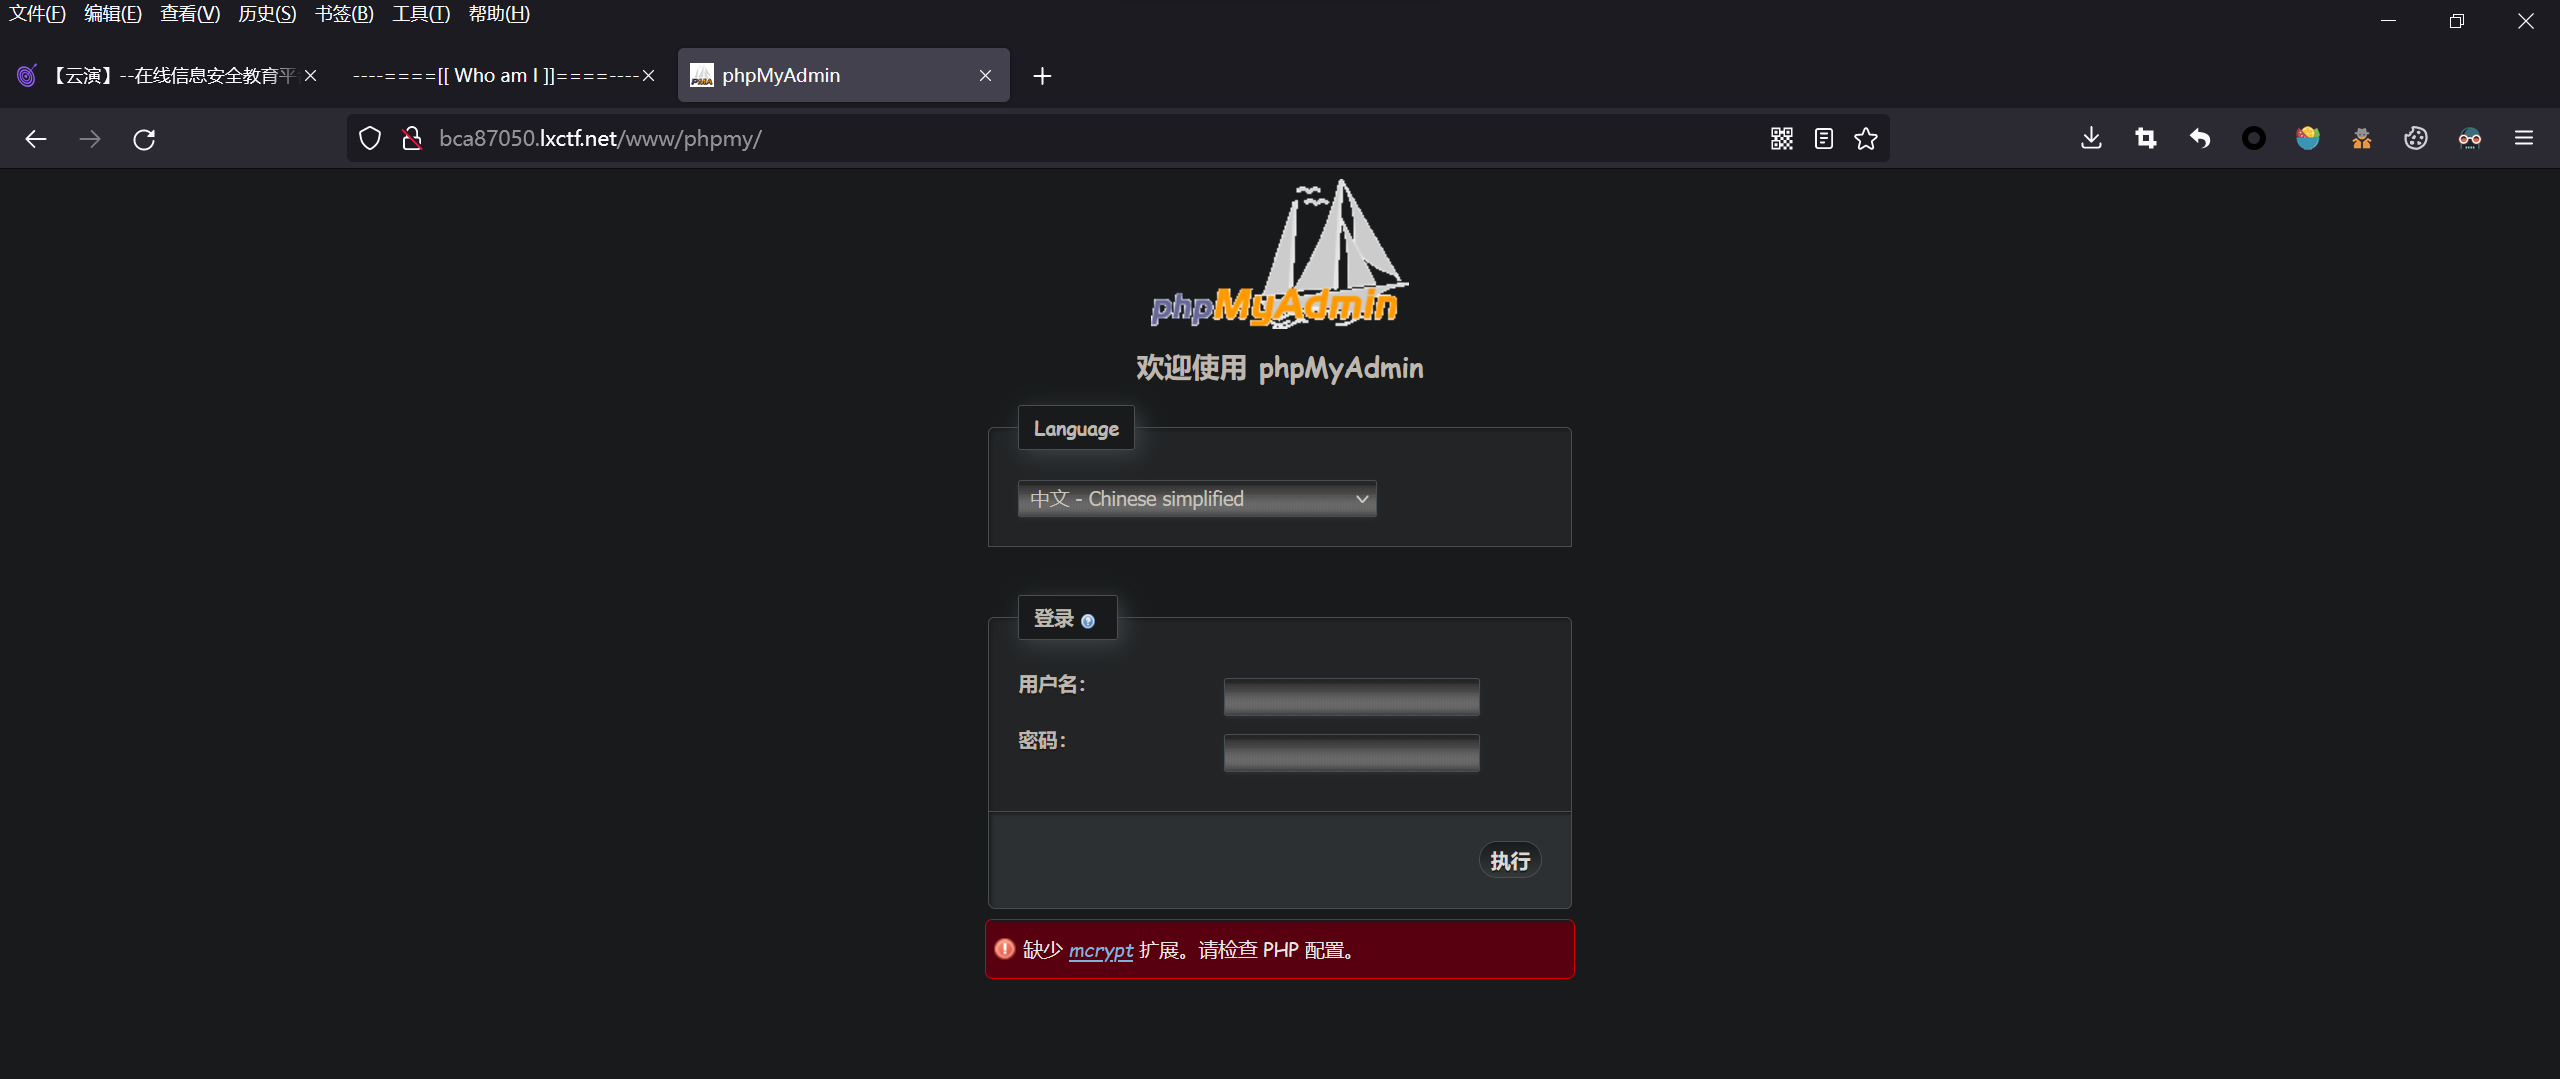 文件(F) 编辑(E) 查看(V) 历史(S) 书签(B) 工具(T) 帮助(H)
【云演】--在线信息安全教育平
----====[[ Who am I ]]====----
phpMyAdmin
bca87050.lxctf.net/www/phpmy/
phpMyAdmin
欢迎使用 phpMyAdmin
Language
中文 - Chinese simplified
登录
用户名：
密码：
执行
缺少 mcrypt 扩展。请检查 PHP 配置。